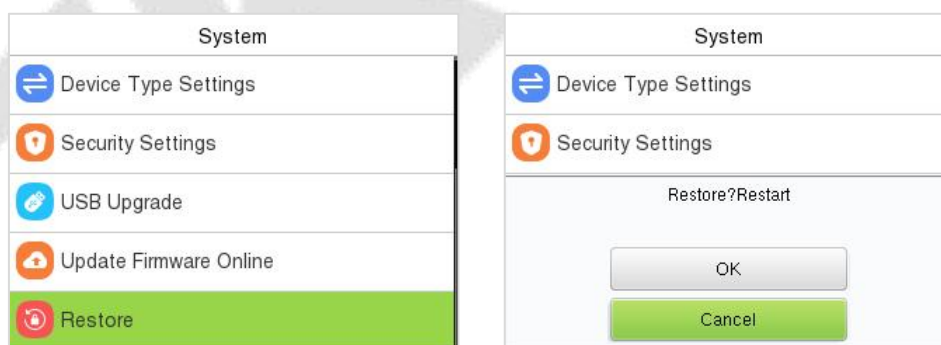 System
Device Type Settings
Security Settings
USB Upgrade
Update Firmware Online
Restore
System
Device Type Settings
Security Settings
Restore?Restart
OK
Cancel